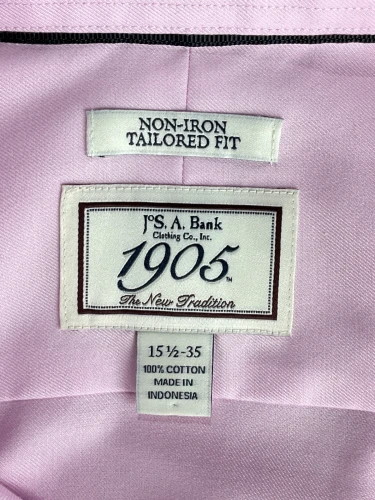 NON-IRON
TAILORED FIT
JoS. A. Bank
Clothing Co., Inc.
1905™
The New Tradition
15 ½-35
100% COTTON
MADE IN
INDONESIA